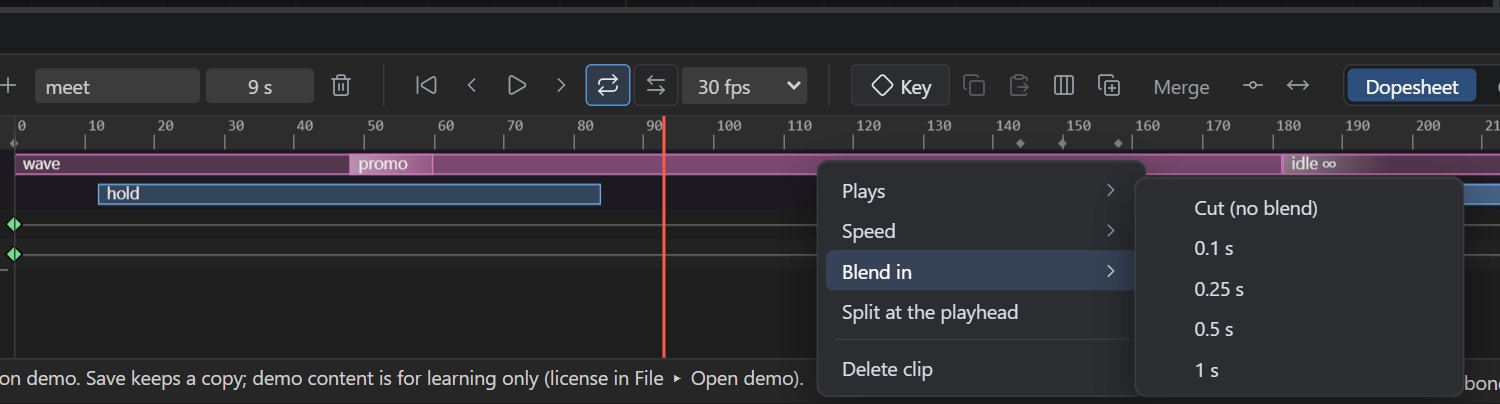 meet 9 s 30 fps Key Merge Dopesheet
0 10 20 30 40 50 60 70 80 90 100 110 120 130 140 150 160 170 180 190 200 21
wave promo idle ∞
hold
Plays
Speed
Blend in
Split at the playhead
Delete clip
Cut (no blend)
0.1 s
0.25 s
0.5 s
1 s
on demo. Save keeps a copy; demo content is for learning only (license in File ▸ Open demo).
bone